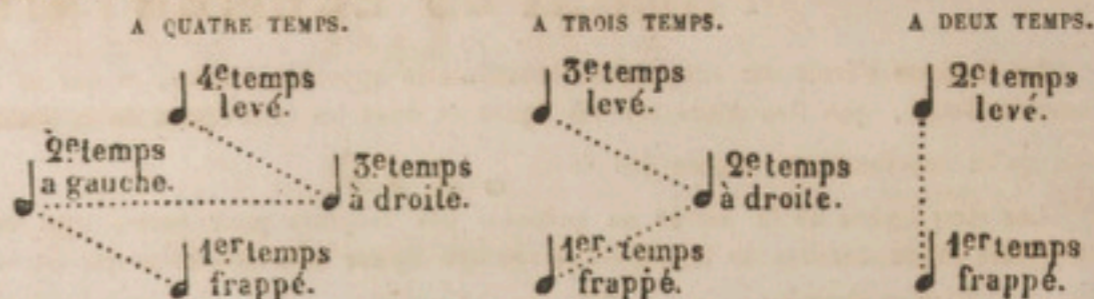 A QUATRE TEMPS.
4e temps
levé.
2e temps
a gauche.
3e temps
à droite.
1er temps
frappé.
A TROIS TEMPS.
3e temps
levé.
2e temps
à droite.
1er temps
frappé.
A DEUX TEMPS.
2e temps
levé.
1er temps
frappé.